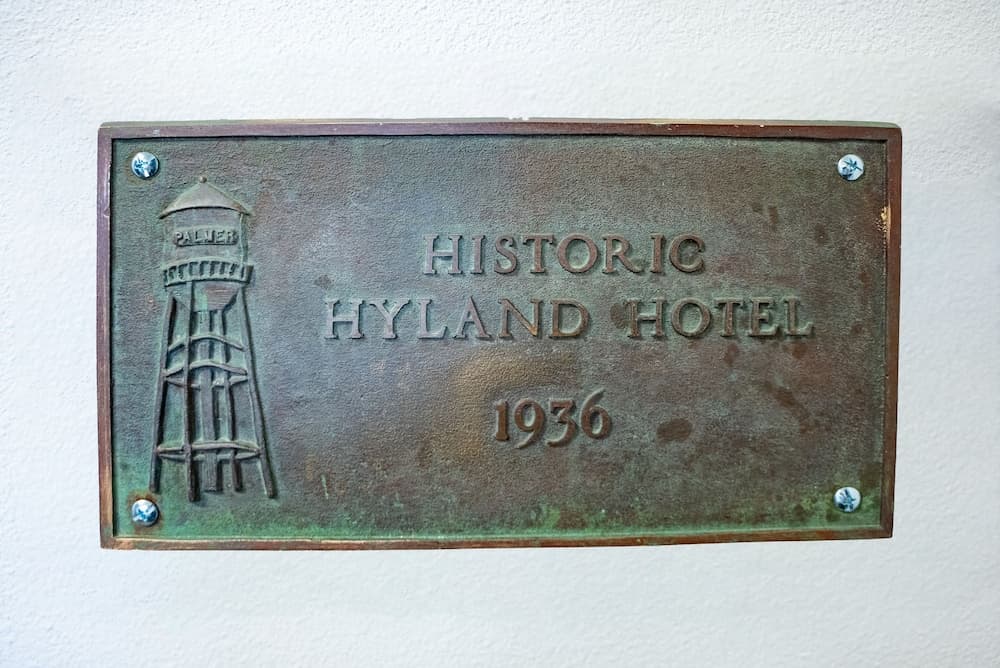 PALMER
HISTORIC
HYLAND HOTEL
1936